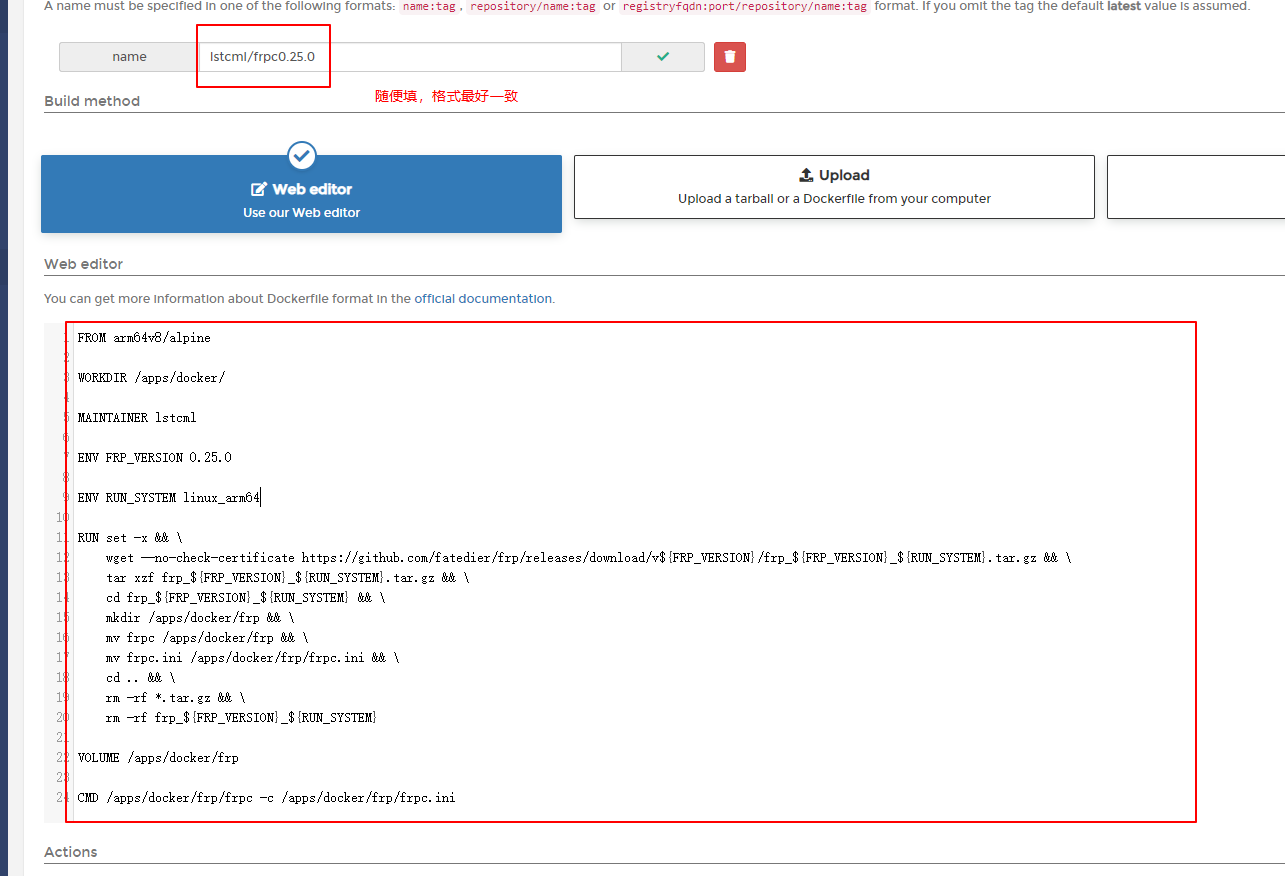 A name must be specified in one of the following formats: name:tag, repository/name:tag or registryfqdn:port/repository/name:tag format. If you omit the tag the default latest value is assumed.
name lstcml/frpc0.25.0
随便填，格式最好一致
Build method
Web editor
Use our Web editor
Upload
Upload a tarball or a Dockerfile from your computer
Web editor
You can get more information about Dockerfile format in the official documentation.
1 FROM arm64v8/alpine
2
3 WORKDIR /apps/docker/
4
5 MAINTAINER lstcml
6
7 ENV FRP_VERSION 0.25.0
8
9 ENV RUN_SYSTEM linux_arm64
10
11 RUN set -x && \
12 wget --no-check-certificate https://github.com/fatedier/frp/releases/download/v${FRP_VERSION}/frp_${FRP_VERSION}_${RUN_SYSTEM}.tar.gz && \
13 tar xzf frp_${FRP_VERSION}_${RUN_SYSTEM}.tar.gz && \
14 cd frp_${FRP_VERSION}_${RUN_SYSTEM} && \
15 mkdir /apps/docker/frp && \
16 mv frpc /apps/docker/frp && \
17 mv frpc.ini /apps/docker/frp/frpc.ini && \
18 cd .. && \
19 rm -rf *.tar.gz && \
20 rm -rf frp_${FRP_VERSION}_${RUN_SYSTEM}
21
22 VOLUME /apps/docker/frp
23
24 CMD /apps/docker/frp/frpc -c /apps/docker/frp/frpc.ini
Actions